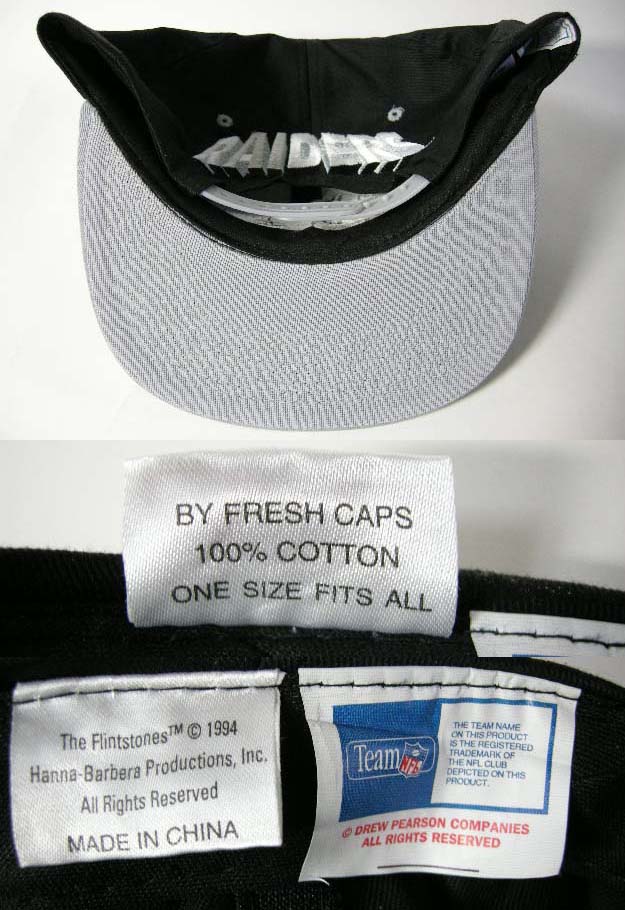 RAIDERS
BY FRESH CAPS
100% COTTON
ONE SIZE FITS ALL
The Flintstones™ © 1994
Hanna-Barbera Productions, Inc.
All Rights Reserved
MADE IN CHINA
Team NFL
THE TEAM NAME
ON THIS PRODUCT
IS THE REGISTERED
TRADEMARK OF
THE NFL CLUB
DEPICTED ON THIS
PRODUCT.
© DREW PEARSON COMPANIES
ALL RIGHTS RESERVED